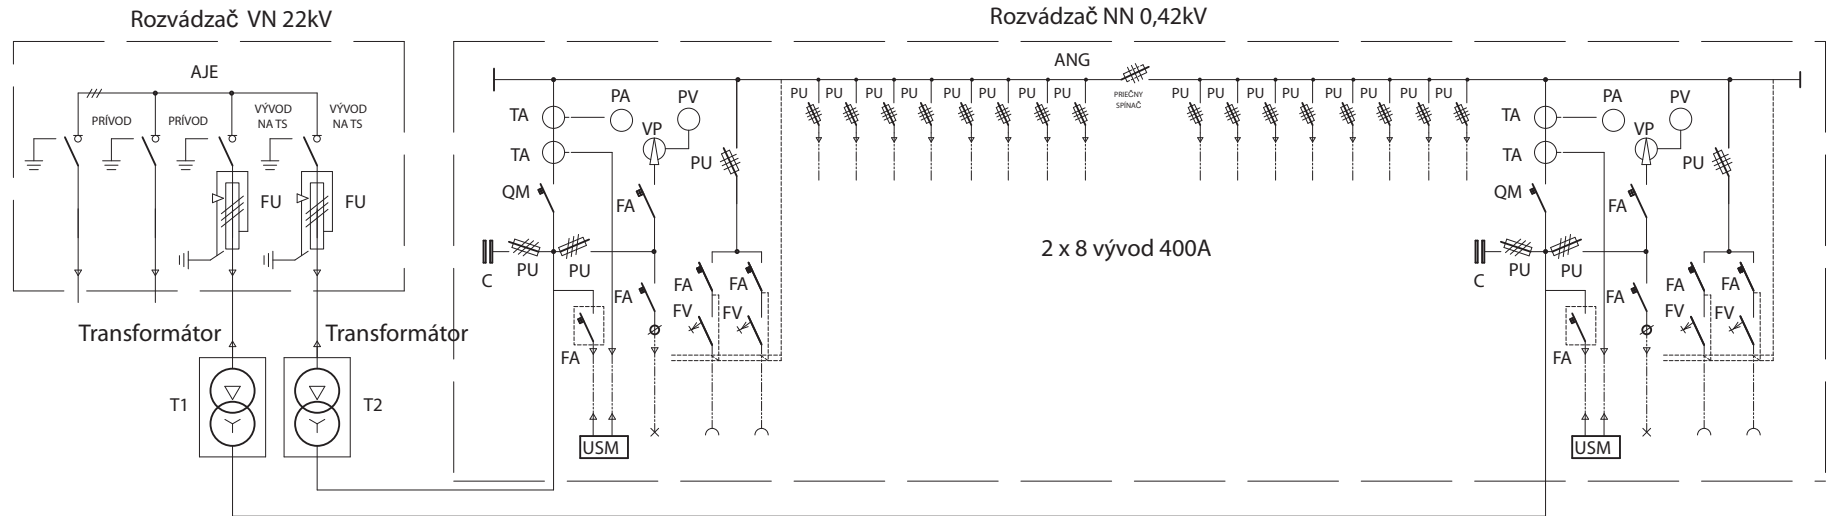 Rozvádzač VN 22kV
Rozvádzač NN 0,42kV
AJE
PRÍVOD
PRÍVOD
VÝVOD
NA TS
VÝVOD
NA TS
FU
FU
Transformátor
Transformátor
T1
T2
ANG
PRIEČNY
SPÍNAČ
TA
PA
PV
TA
VP
PU
QM
FA
C
PU
PU
FA
FA
FA
FA
FV
FV
USM
PU
PU
PU
PU
PU
PU
PU
PU
2 x 8 vývod 400A
PU
PU
PU
PU
PU
PU
PU
PU
TA
PA
PV
TA
VP
PU
QM
FA
C
PU
PU
FA
FA
FA
FA
FV
FV
USM